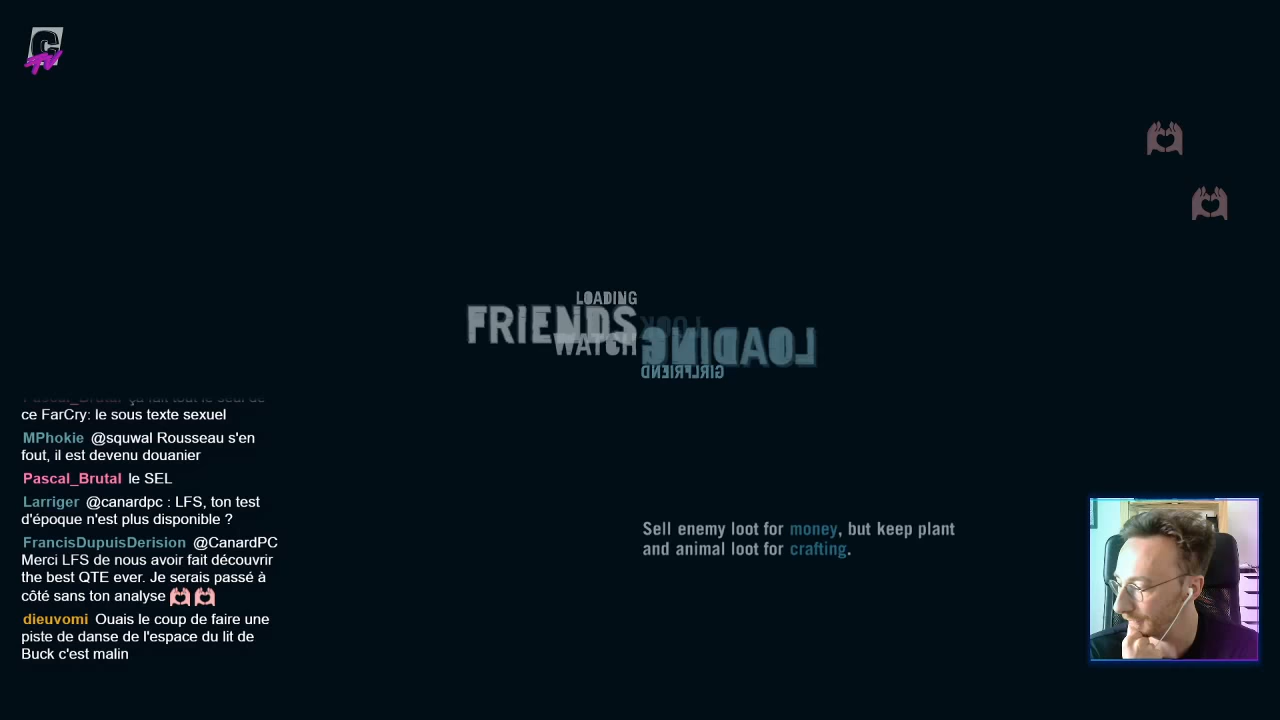 C
TV
LOADING
FRIENDS
WATCH
LOOK
LOADING
GIRLFRIEND
ce FarCry: le sous texte sexuel
MPhokie @squwal Rousseau s'en
fout, il est devenu douanier
Pascal_Brutal le SEL
Larriger @canardpc : LFS, ton test
d'époque n'est plus disponible ?
FrancisDupuisDerision @CanardPC
Merci LFS de nous avoir fait découvrir
the best QTE ever. Je serais passé à
côté sans ton analyse
dieuvomi Ouais le coup de faire une
piste de danse de l'espace du lit de
Buck c'est malin
Sell enemy loot for money, but keep plant
and animal loot for crafting.